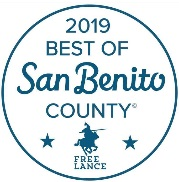 2019
BEST OF
San Benito
COUNTY©
FREE
LANCE